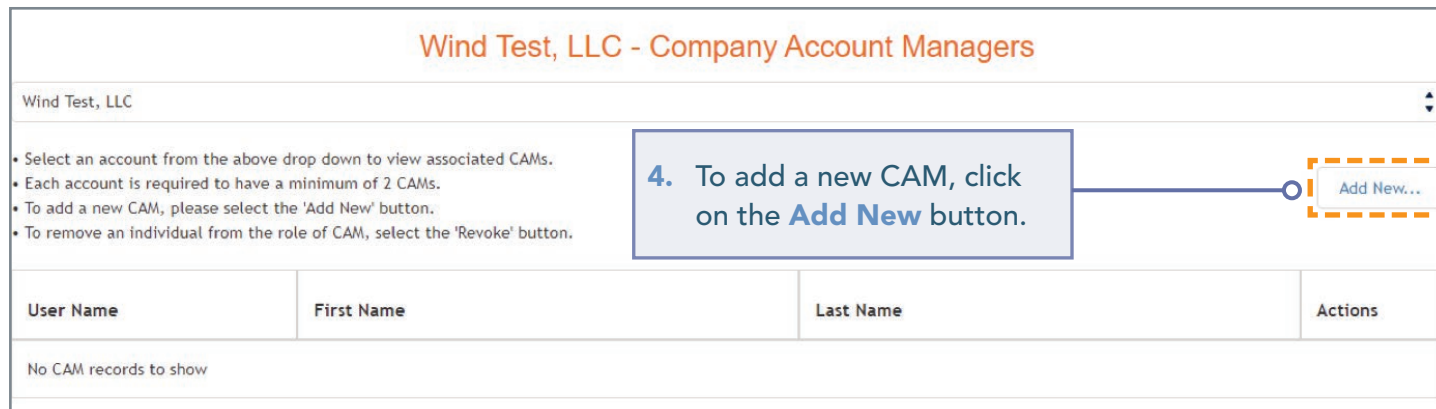 Wind Test, LLC - Company Account Managers
Wind Test, LLC
• Select an account from the above drop down to view associated CAMs.
• Each account is required to have a minimum of 2 CAMs.
• To add a new CAM, please select the 'Add New' button.
• To remove an individual from the role of CAM, select the 'Revoke' button.
4. To add a new CAM, click
on the Add New button.
Add New...
User Name First Name Last Name Actions
No CAM records to show